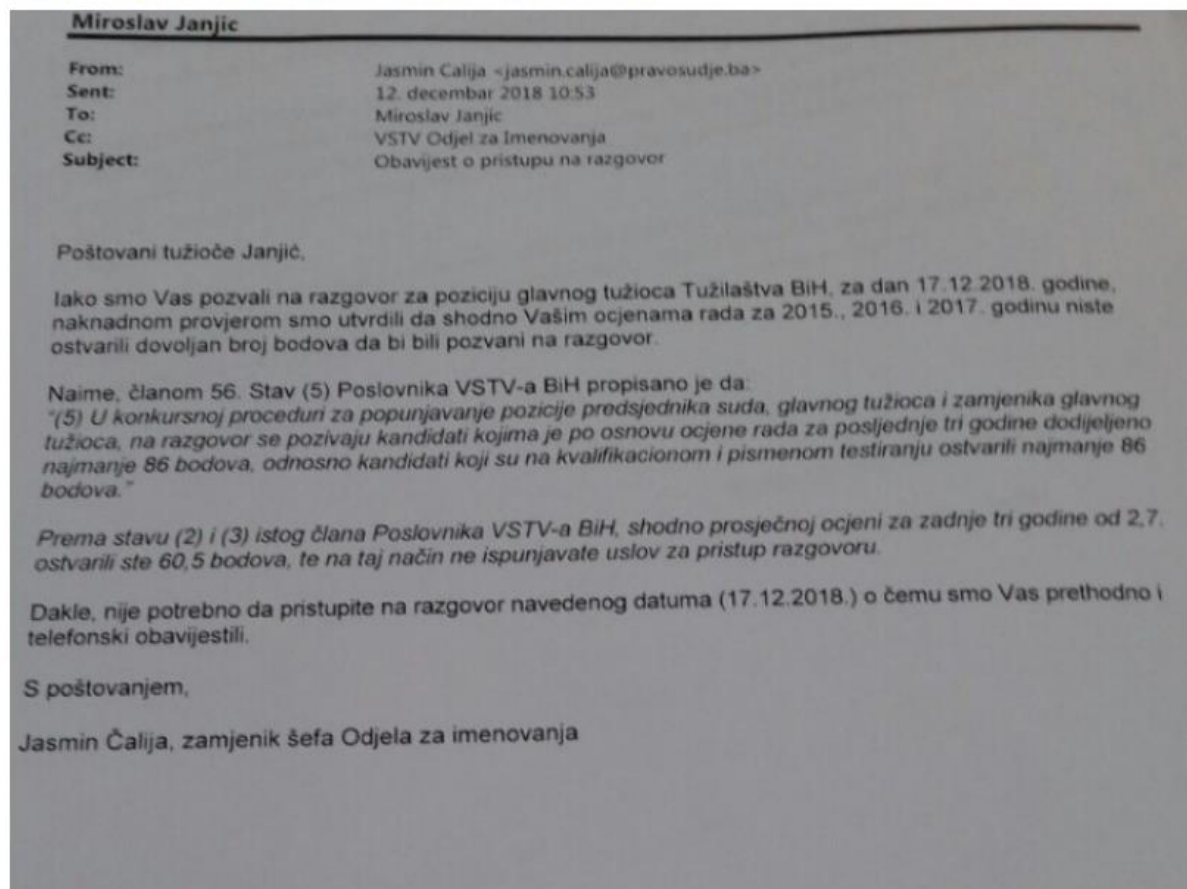 Miroslav Janjic
From: Jasmin Calija <jasmin.calija@pravosudje.ba>
Sent: 12. decembar 2018 10:53
To: Miroslav Janjic
Cc: VSTV Odjel za Imenovanja
Subject: Obavijest o pristupu na razgovor
Poštovani tužioče Janjić,
Iako smo Vas pozvali na razgovor za poziciju glavnog tužioca Tužilaštva BiH, za dan 17.12.2018. godine,
naknadnom provjerom smo utvrdili da shodno Vašim ocjenama rada za 2015., 2016. i 2017. godinu niste
ostvarili dovoljan broj bodova da bi bili pozvani na razgovor.
Naime, članom 56. Stav (5) Poslovnika VSTV-a BiH propisano je da:
"(5) U konkursnoj proceduri za popunjavanje pozicije predsjednika suda, glavnog tužioca i zamjenika glavnog
tužioca, na razgovor se pozivaju kandidati kojima je po osnovu ocjene rada za posljednje tri godine dodijeljeno
najmanje 86 bodova, odnosno kandidati koji su na kvalifikacionom i pismenom testiranju ostvarili najmanje 86
bodova."
Prema stavu (2) i (3) istog člana Poslovnika VSTV-a BiH, shodno prosječnoj ocjeni za zadnje tri godine od 2,7,
ostvarili ste 60,5 bodova, te na taj način ne ispunjavate uslov za pristup razgovoru.
Dakle, nije potrebno da pristupite na razgovor navedenog datuma (17.12.2018.) o čemu smo Vas prethodno i
telefonski obavijestili.
S poštovanjem,
Jasmin Čalija, zamjenik šefa Odjela za imenovanja